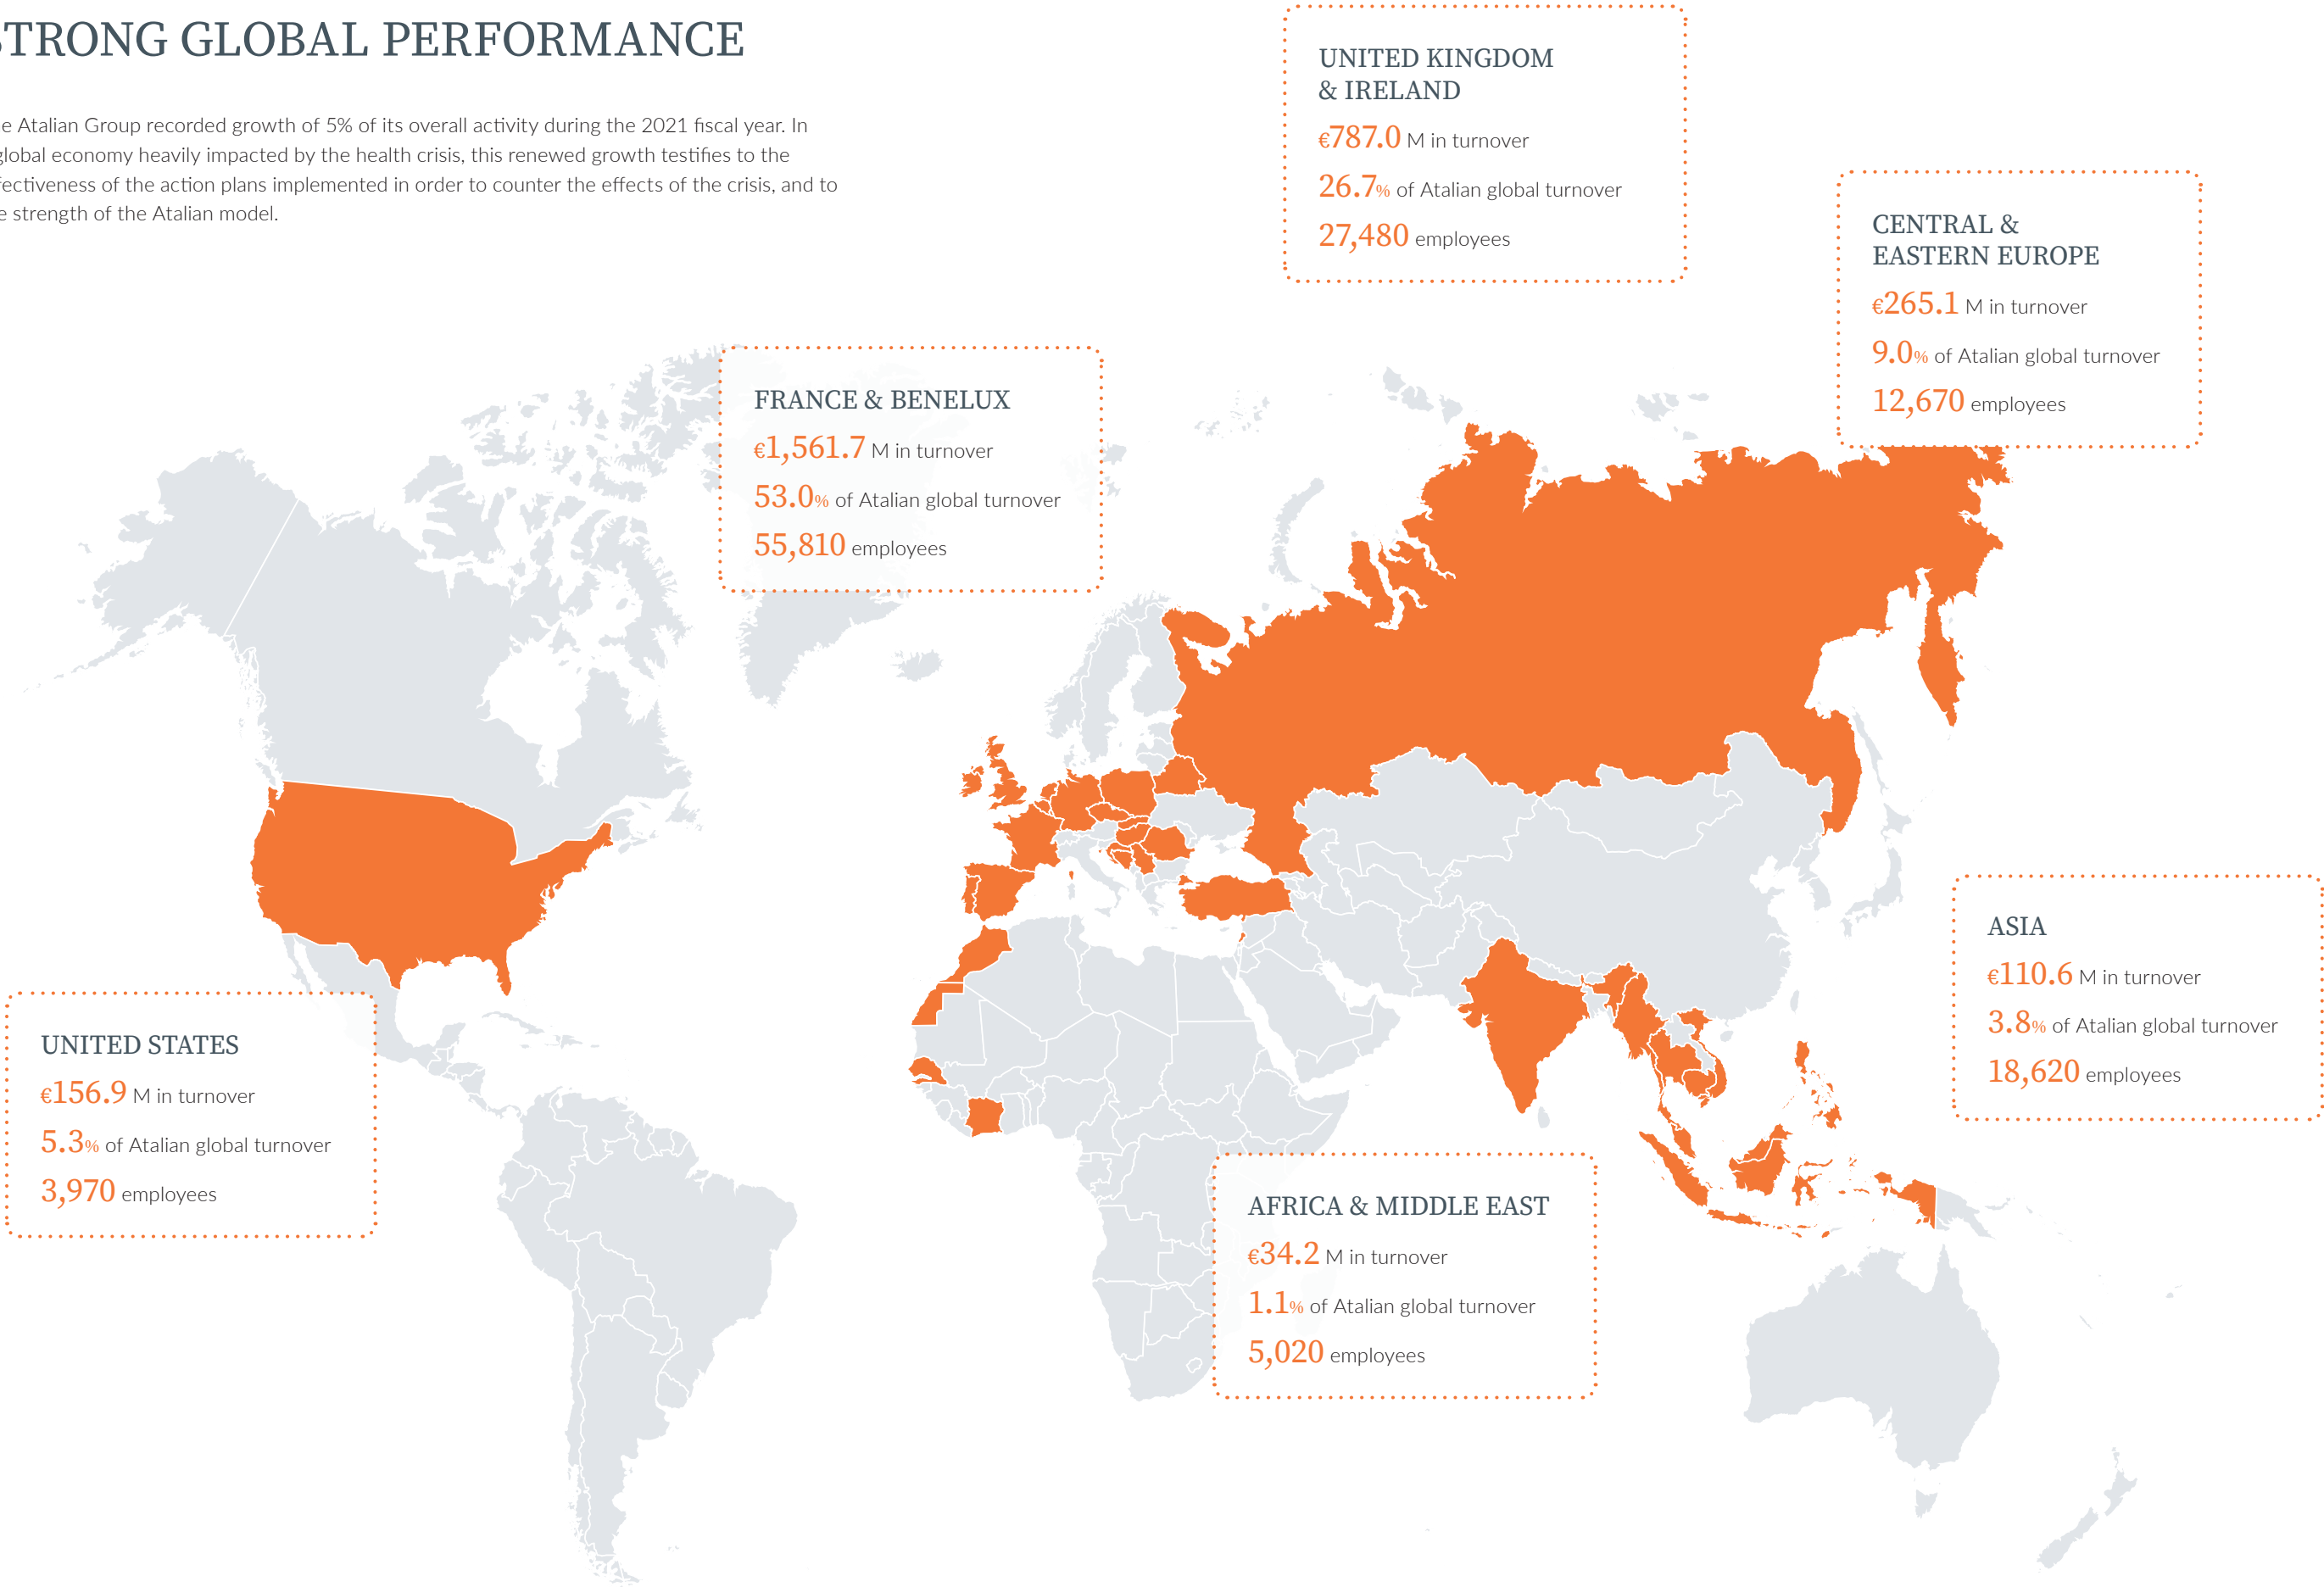 STRONG GLOBAL PERFORMANCE
e Atalian Group recorded growth of 5% of its overall activity during the 2021 fiscal year. In
global economy heavily impacted by the health crisis, this renewed growth testifies to the
fectiveness of the action plans implemented in order to counter the effects of the crisis, and to
e strength of the Atalian model.
UNITED KINGDOM
& IRELAND
€787.0 M in turnover
26.7% of Atalian global turnover
27,480 employees
CENTRAL &
EASTERN EUROPE
€265.1 M in turnover
9.0% of Atalian global turnover
12,670 employees
FRANCE & BENELUX
€1,561.7 M in turnover
53.0% of Atalian global turnover
55,810 employees
ASIA
€110.6 M in turnover
3.8% of Atalian global turnover
18,620 employees
UNITED STATES
€156.9 M in turnover
5.3% of Atalian global turnover
3,970 employees
AFRICA & MIDDLE EAST
€34.2 M in turnover
1.1% of Atalian global turnover
5,020 employees